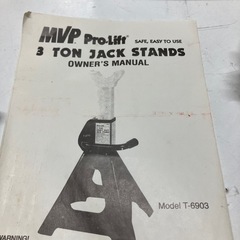 MVP Pro-Lift SAFE, EASY TO USE
3 TON JACK STANDS
OWNER'S MANUAL
Model T-6903
WARNING!